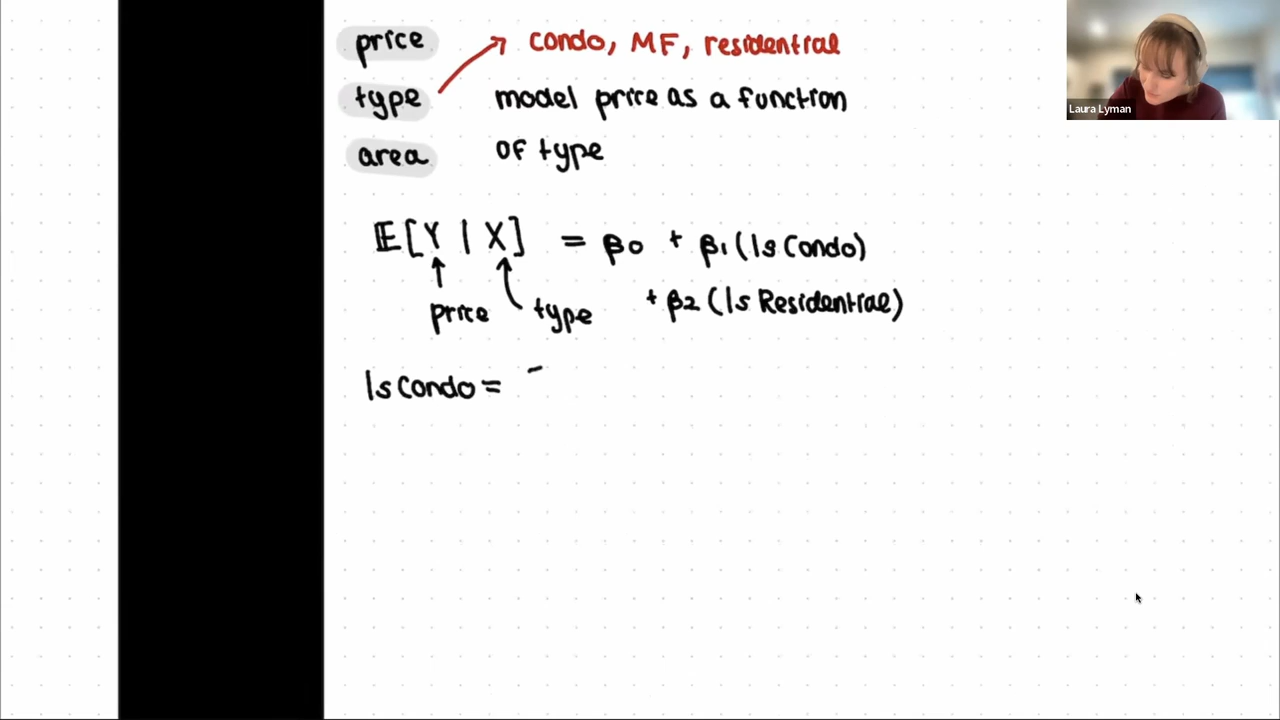 price
condo, MF, residential
type
model price as a function
area
of type
E[Y | X] = β0 + β1(Is Condo)
price
type
+ β2 (Is Residential)
Is Condo =
Laura Lyman